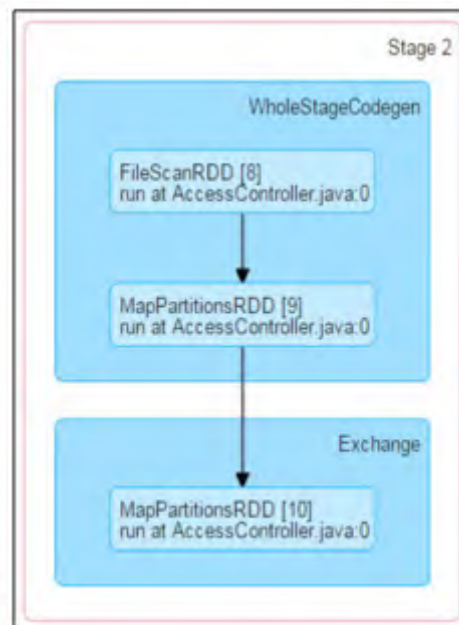 Stage 2
WholeStageCodegen
FileScanRDD [8]
run at AccessController.java:0
MapPartitionsRDD [9]
run at AccessController.java:0
Exchange
MapPartitionsRDD [10]
run at AccessController.java:0